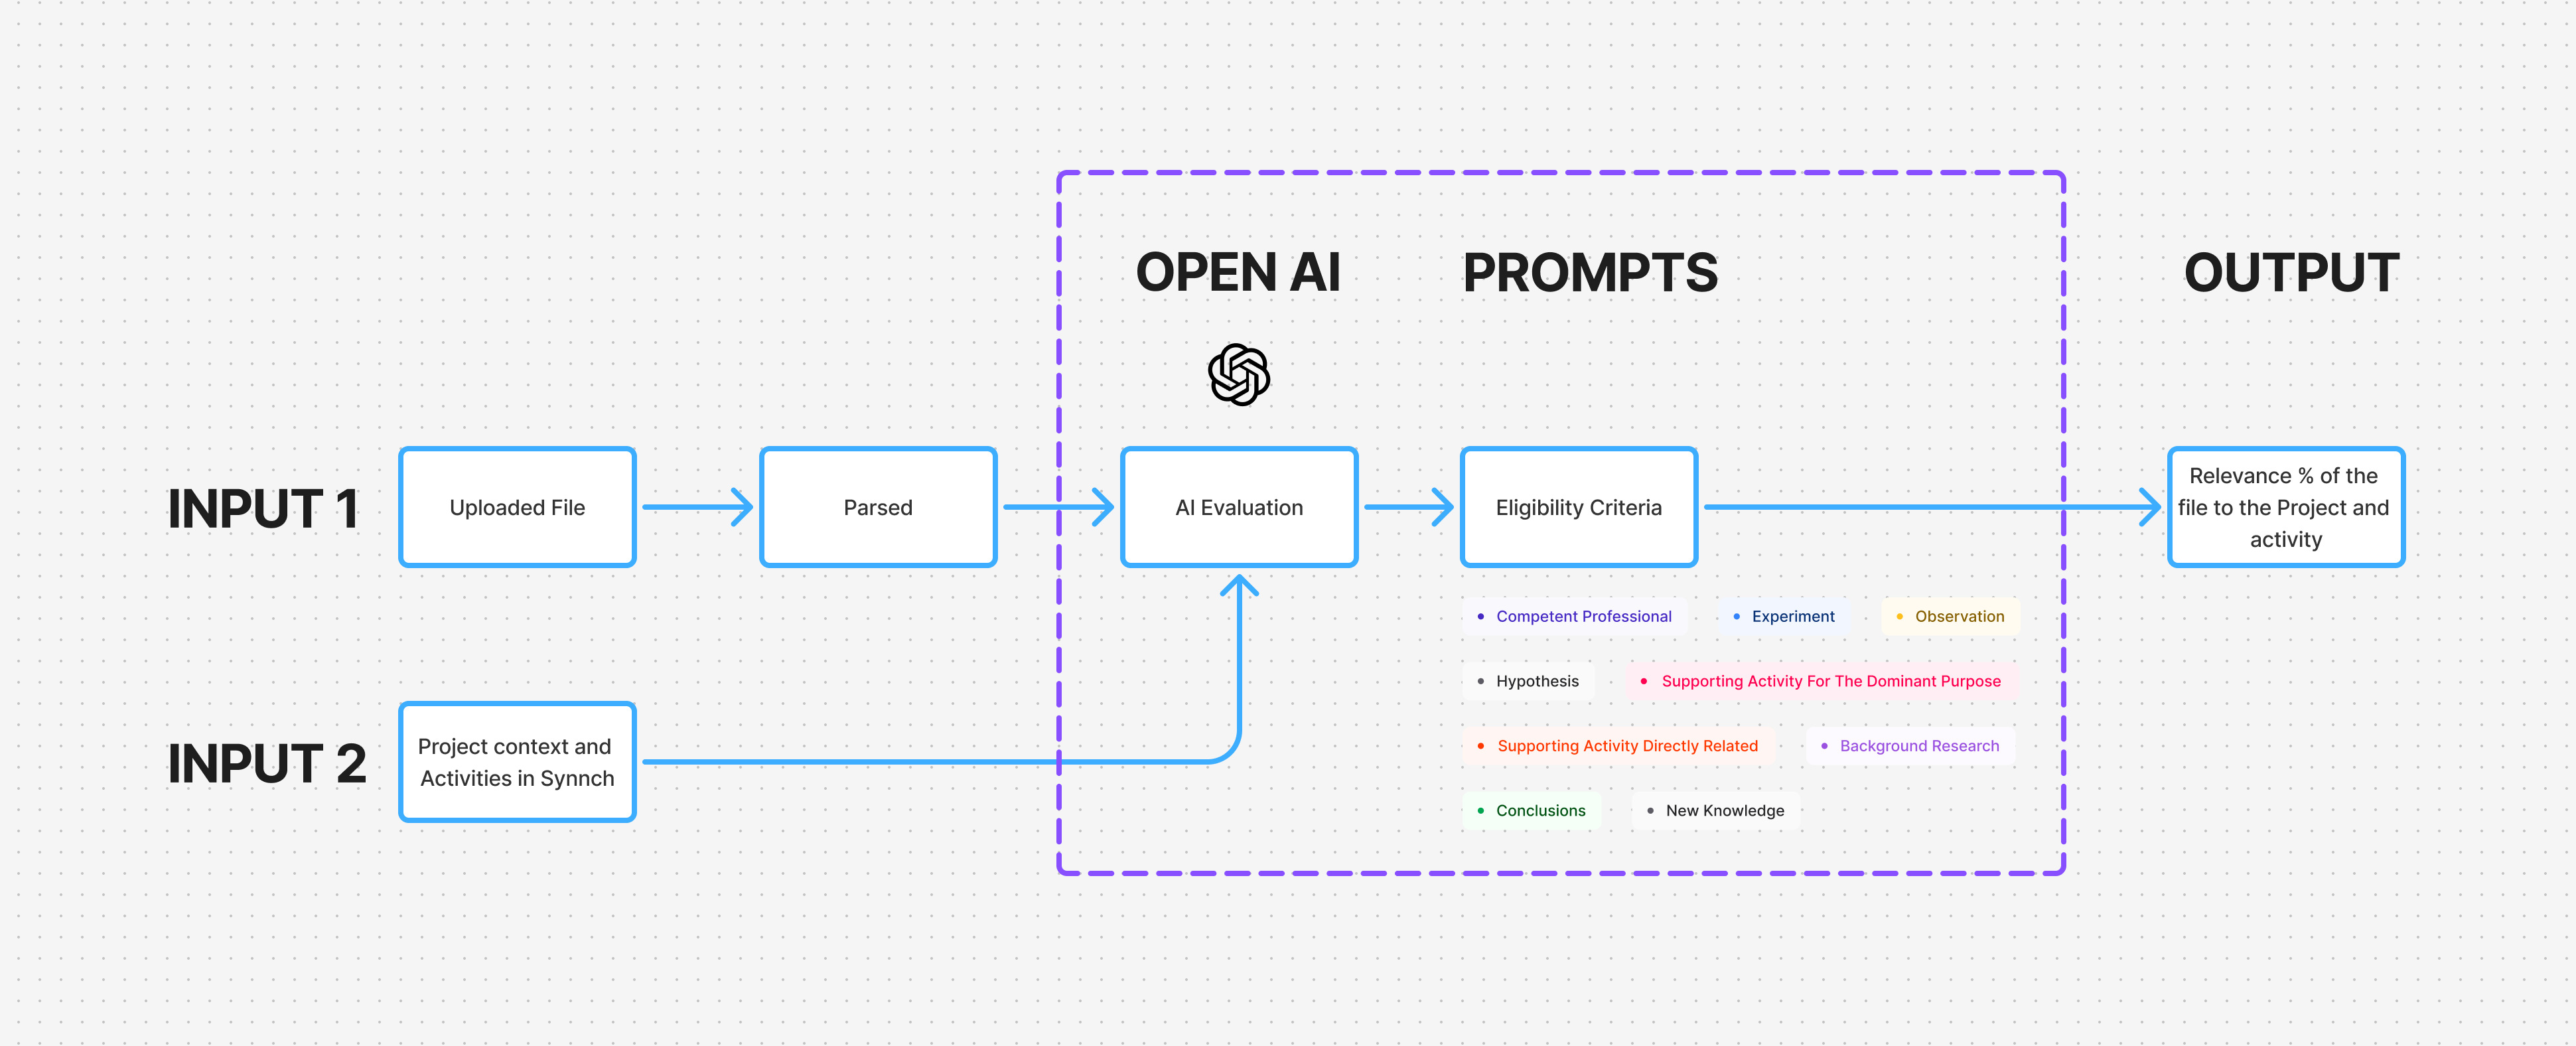 OPEN AI
PROMPTS
OUTPUT
INPUT 1
Uploaded File
Parsed
AI Evaluation
Eligibility Criteria
Relevance % of the
file to the Project and
activity
Competent Professional
Experiment
Observation
Hypothesis
Supporting Activity For The Dominant Purpose
Supporting Activity Directly Related
Background Research
Conclusions
New Knowledge
INPUT 2
Project context and
Activities in Synnch